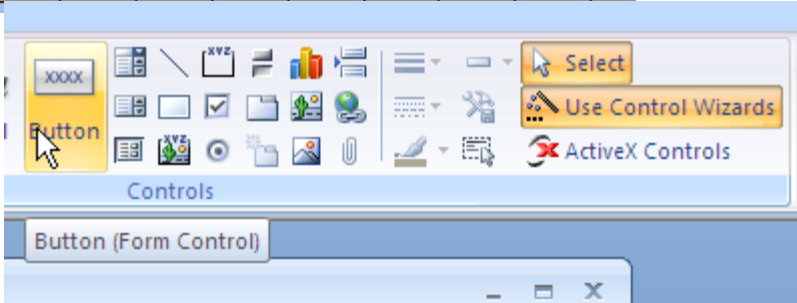 XXXX
Button
XYZ
XYZ
Select
Use Control Wizards
ActiveX Controls
Controls
Button (Form Control)